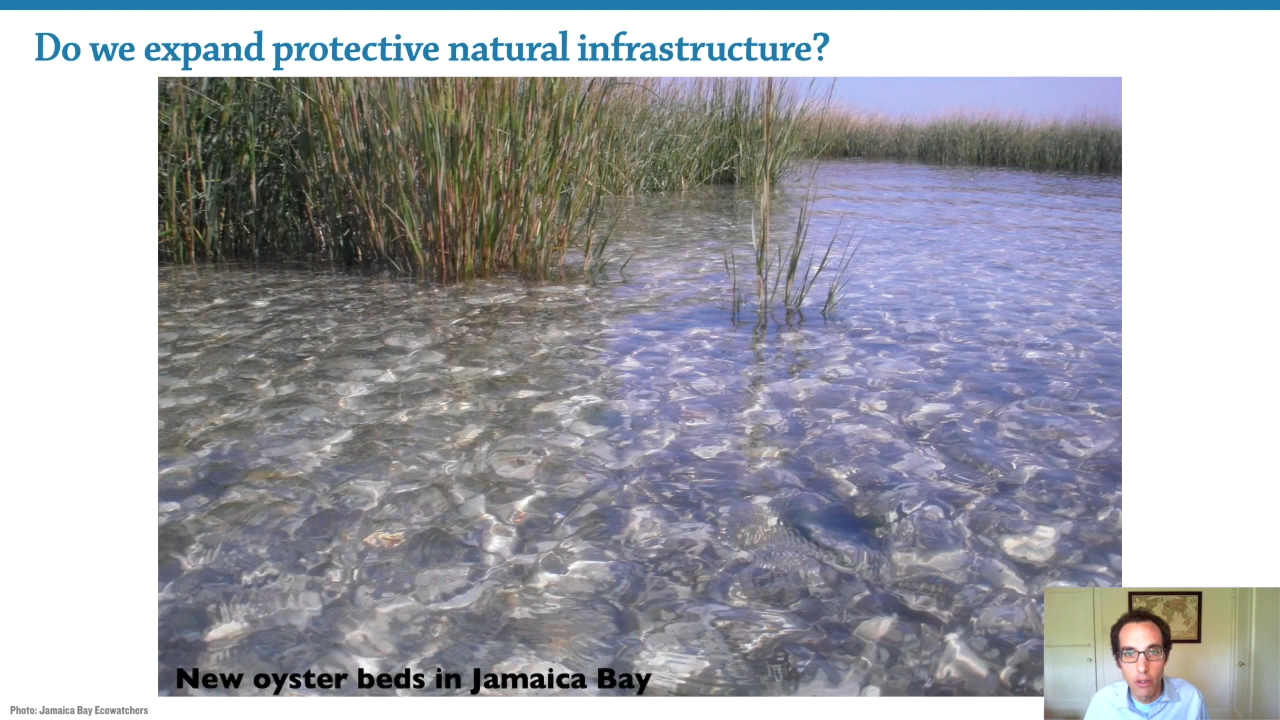 Do we expand protective natural infrastructure?
New oyster beds in Jamaica Bay
Photo: Jamaica Bay Ecowatchers